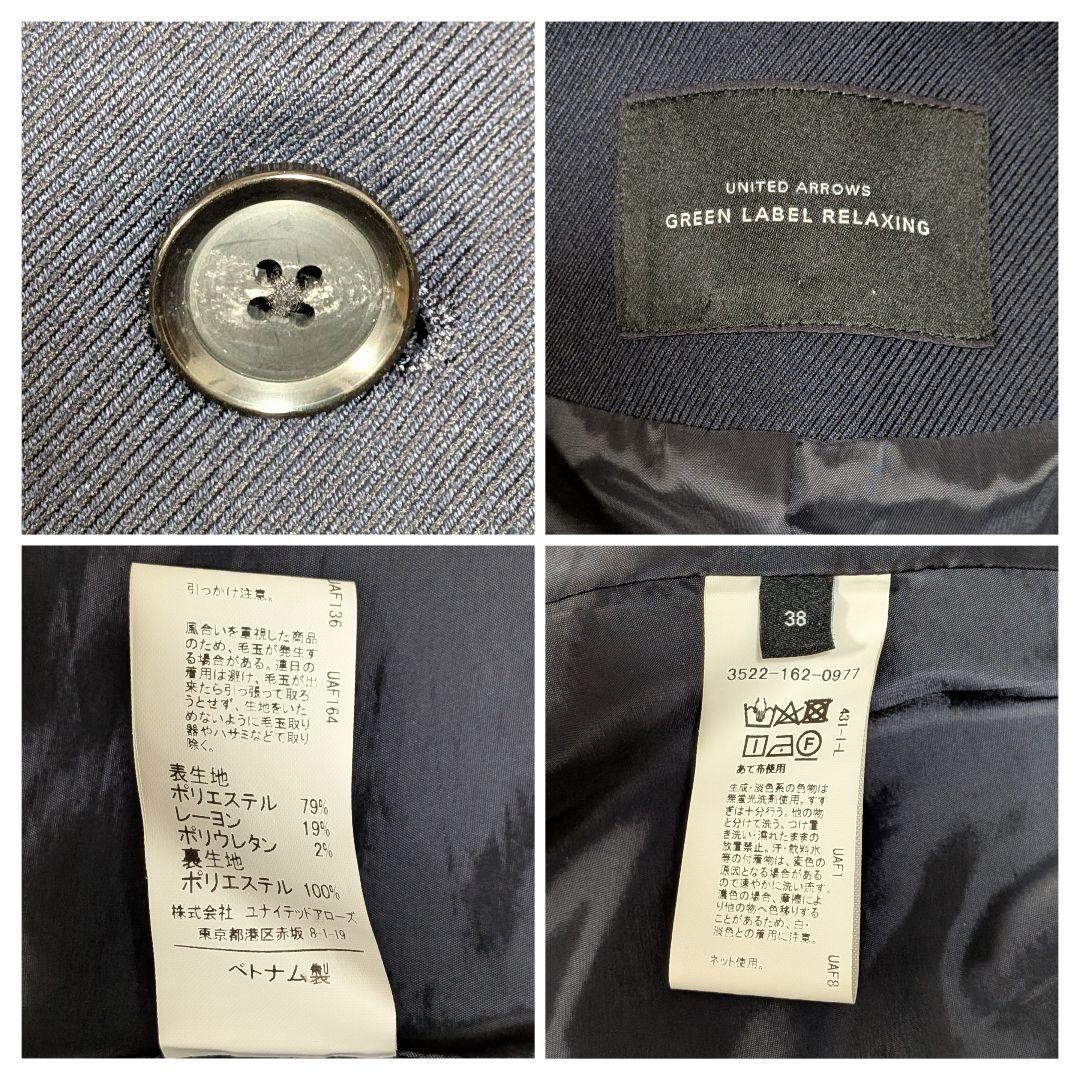 UNITED ARROWS
GREEN LABEL RELAXING
引っかけ注意。
風合いを重視した商品
のため、毛玉が発生す
る場合がある。連日の
着用は避け、毛玉が出
来たら引っ張って取ろ
うとせず、生地をいた
めないように毛玉取り
器やハサミなどで取り
除く。
UAF136
UAF164
表生地
ポリエステル 79%
レーヨン 19%
ポリウレタン 2%
裏生地
ポリエステル 100%
株式会社 ユナイテッドアローズ
東京都港区赤坂 8-1-19
ベトナム製
38
3522-162-0977
F
あて布使用
生成・淡色系の色物は
無蛍光洗剤使用。すす
ぎは十分行う。他の物
と分けて洗う。つけ置
き洗い・濡れたままの
放置禁止。汗・飲料水
等の付着物は、変色の
原因となる場合がある
ので速やかに洗い流す。
濃色の場合、摩擦によ
り他の物へ色移りする
ことがあるため、白・
淡色との着用に注意。
ネット使用。
431-I-L
UAF1
UAF8